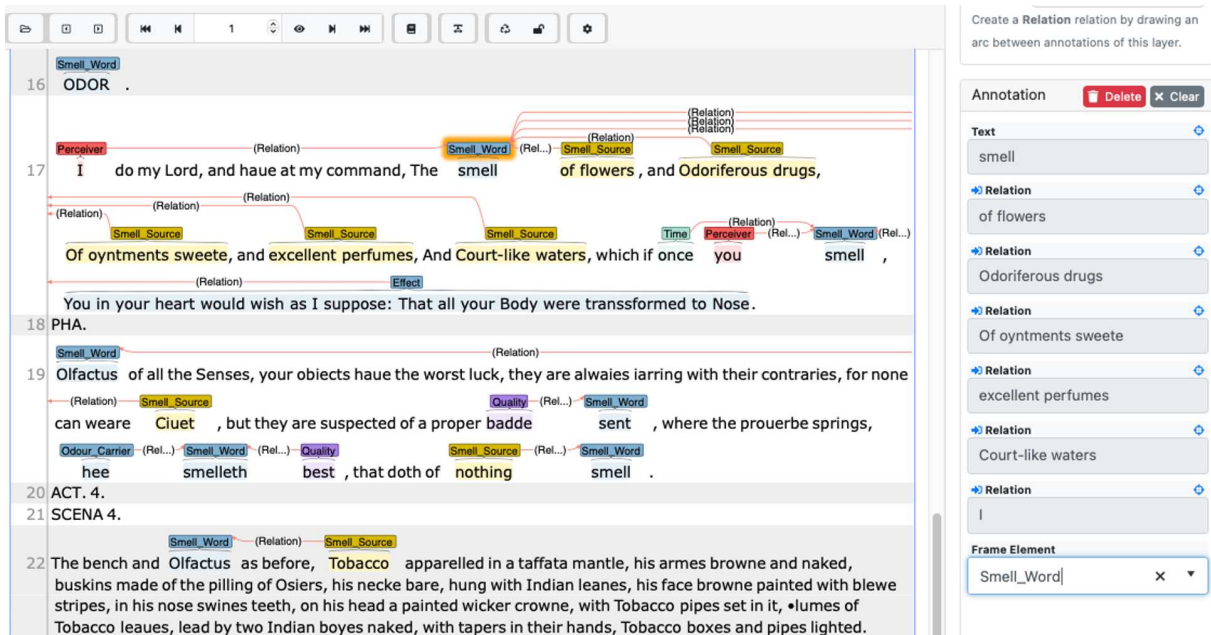 Create a Relation relation by drawing an
arc between annotations of this layer.
1
Smell_Word
16 ODOR .
(Relation)
(Relation)
(Relation)
(Relation)
Perceiver (Relation) Smell_Word (Rel...) Smell_Source Smell_Source
17 I do my Lord, and haue at my command, The smell of flowers , and Odoriferous drugs,
(Relation)
(Relation)
(Relation)
(Relation)
Smell_Source Smell_Source Smell_Source Time Perceiver (Rel...) Smell_Word (Rel...)
Of oyntments sweete, and excellent perfumes, And Court-like waters, which if once you smell ,
(Relation) Effect
You in your heart would wish as I suppose: That all your Body were transsformed to Nose.
18 PHA.
Smell_Word (Relation)
19 Olfactus of all the Senses, your obiects haue the worst luck, they are alwaies iarring with their contraries, for none
(Relation) Smell_Source Quality (Rel...) Smell_Word
can weare Ciuet , but they are suspected of a proper badde sent , where the prouerbe springs,
Odour_Carrier (Rel...) Smell_Word (Rel...) Quality Smell_Source (Rel...) Smell_Word
hee smelleth best , that doth of nothing smell .
20 ACT. 4.
21 SCENA 4.
Smell_Word (Relation) Smell_Source
22 The bench and Olfactus as before, Tobacco apparelled in a taffata mantle, his armes browne and naked,
buskins made of the pilling of Osiers, his necke bare, hung with Indian leanes, his face browne painted with blewe
stripes, in his nose swines teeth, on his head a painted wicker crowne, with Tobacco pipes set in it, •lumes of
Tobacco leaues, lead by two Indian boyes naked, with tapers in their hands, Tobacco boxes and pipes lighted.
Annotation Delete Clear
Text
smell
Relation
of flowers
Relation
Odoriferous drugs
Relation
Of oyntments sweete
Relation
excellent perfumes
Relation
Court-like waters
Relation
I
Frame Element
Smell_Word